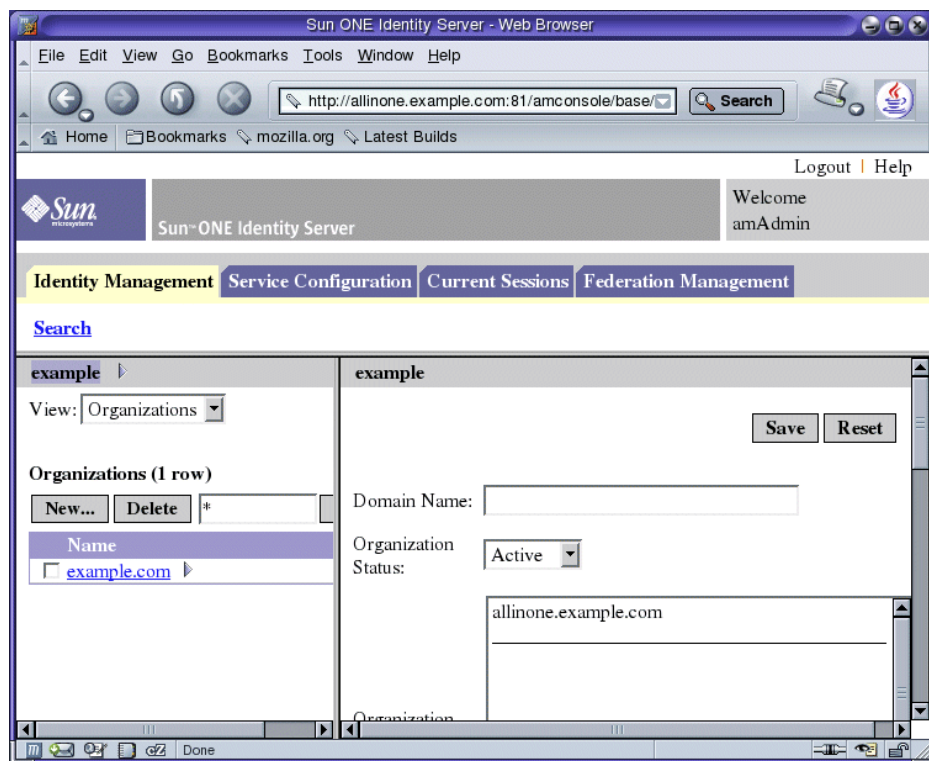 Sun ONE Identity Server - Web Browser
File Edit View Go Bookmarks Tools Window Help
http://allinone.example.com:81/amconsole/base/
Search
Home Bookmarks mozilla.org Latest Builds
Logout | Help
Sun
microsystems
Sun™ ONE Identity Server
Welcome
amAdmin
Identity Management Service Configuration Current Sessions Federation Management
Search
example
View: Organizations
Organizations (1 row)
New... Delete *
Name
example.com
example
Save Reset
Domain Name:
Organization
Status:
Active
allinone.example.com
Organization
Done